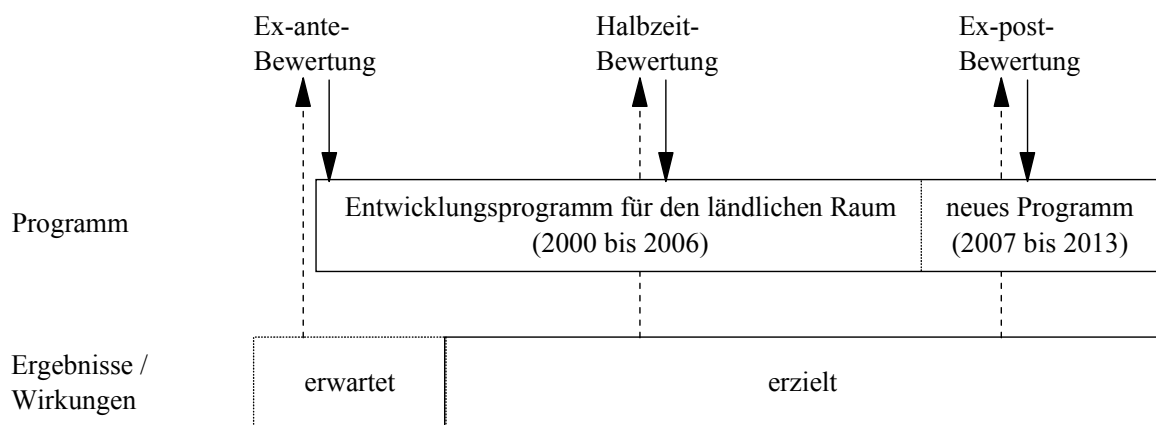 Ex-ante-
Bewertung
Halbzeit-
Bewertung
Ex-post-
Bewertung
Programm
Entwicklungsprogramm für den ländlichen Raum
(2000 bis 2006)
neues Programm
(2007 bis 2013)
Ergebnisse /
Wirkungen
erwartet
erzielt